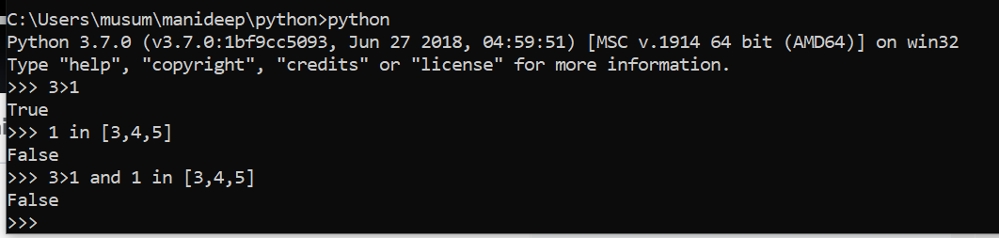 C:\Users\musum\manideep\python>python
Python 3.7.0 (v3.7.0:1bf9cc5093, Jun 27 2018, 04:59:51) [MSC v.1914 64 bit (AMD64)] on win32
Type "help", "copyright", "credits" or "license" for more information.
>>> 3>1
True
>>> 1 in [3,4,5]
False
>>> 3>1 and 1 in [3,4,5]
False
>>>